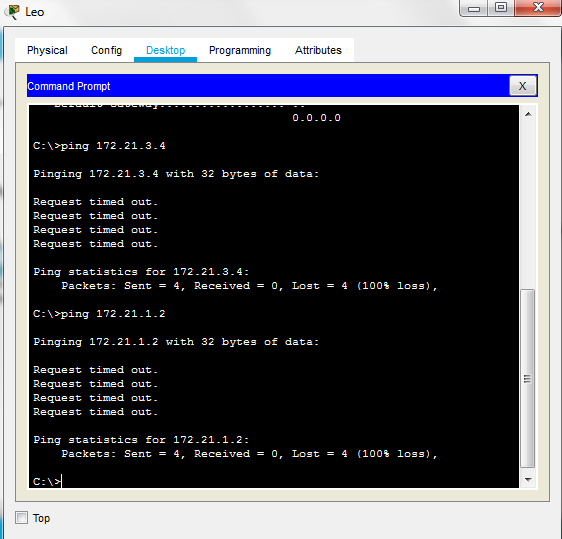 Leo
Physical Config Desktop Programming Attributes
Command Prompt
X
0.0.0.0
C:\>ping 172.21.3.4
Pinging 172.21.3.4 with 32 bytes of data:
Request timed out.
Request timed out.
Request timed out.
Request timed out.
Ping statistics for 172.21.3.4:
Packets: Sent = 4, Received = 0, Lost = 4 (100% loss),
C:\>ping 172.21.1.2
Pinging 172.21.1.2 with 32 bytes of data:
Request timed out.
Request timed out.
Request timed out.
Request timed out.
Ping statistics for 172.21.1.2:
Packets: Sent = 4, Received = 0, Lost = 4 (100% loss),
C:\>
Top